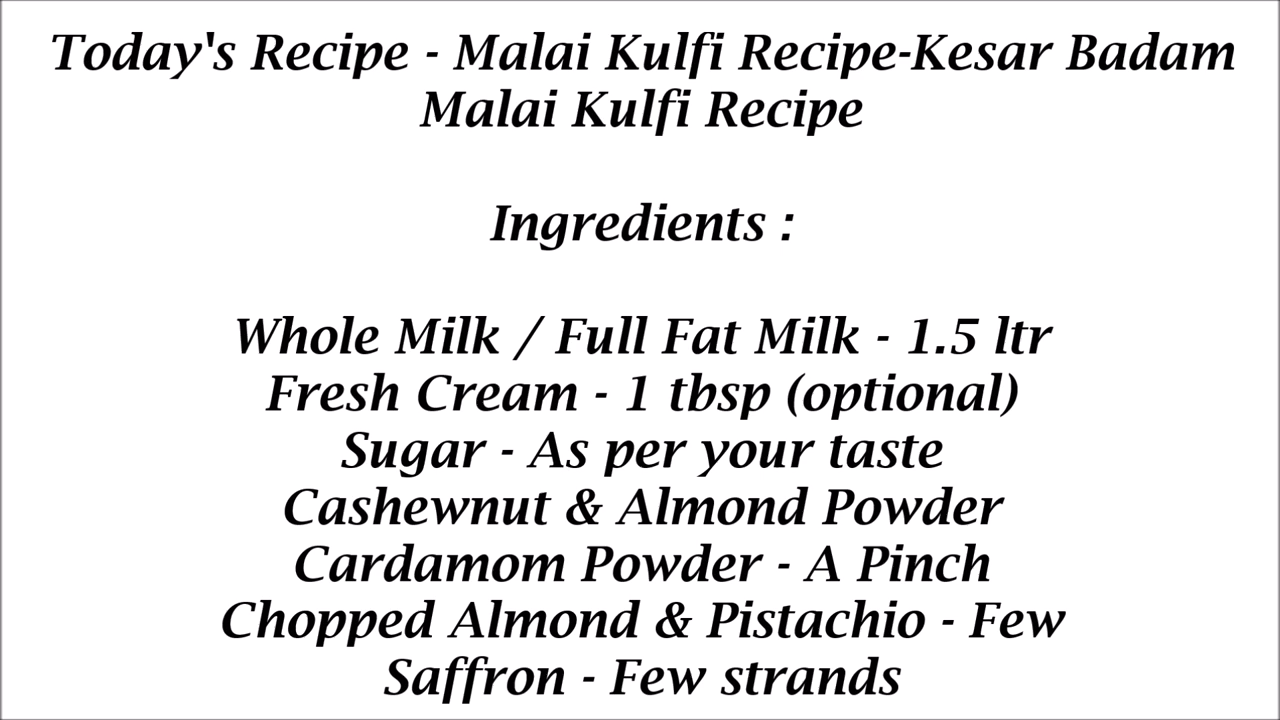 Today's Recipe - Malai Kulfi Recipe-Kesar Badam
Malai Kulfi Recipe
Ingredients :
Whole Milk / Full Fat Milk - 1.5 ltr
Fresh Cream - 1 tbsp (optional)
Sugar - As per your taste
Cashewnut & Almond Powder
Cardamom Powder - A Pinch
Chopped Almond & Pistachio - Few
Saffron - Few strands